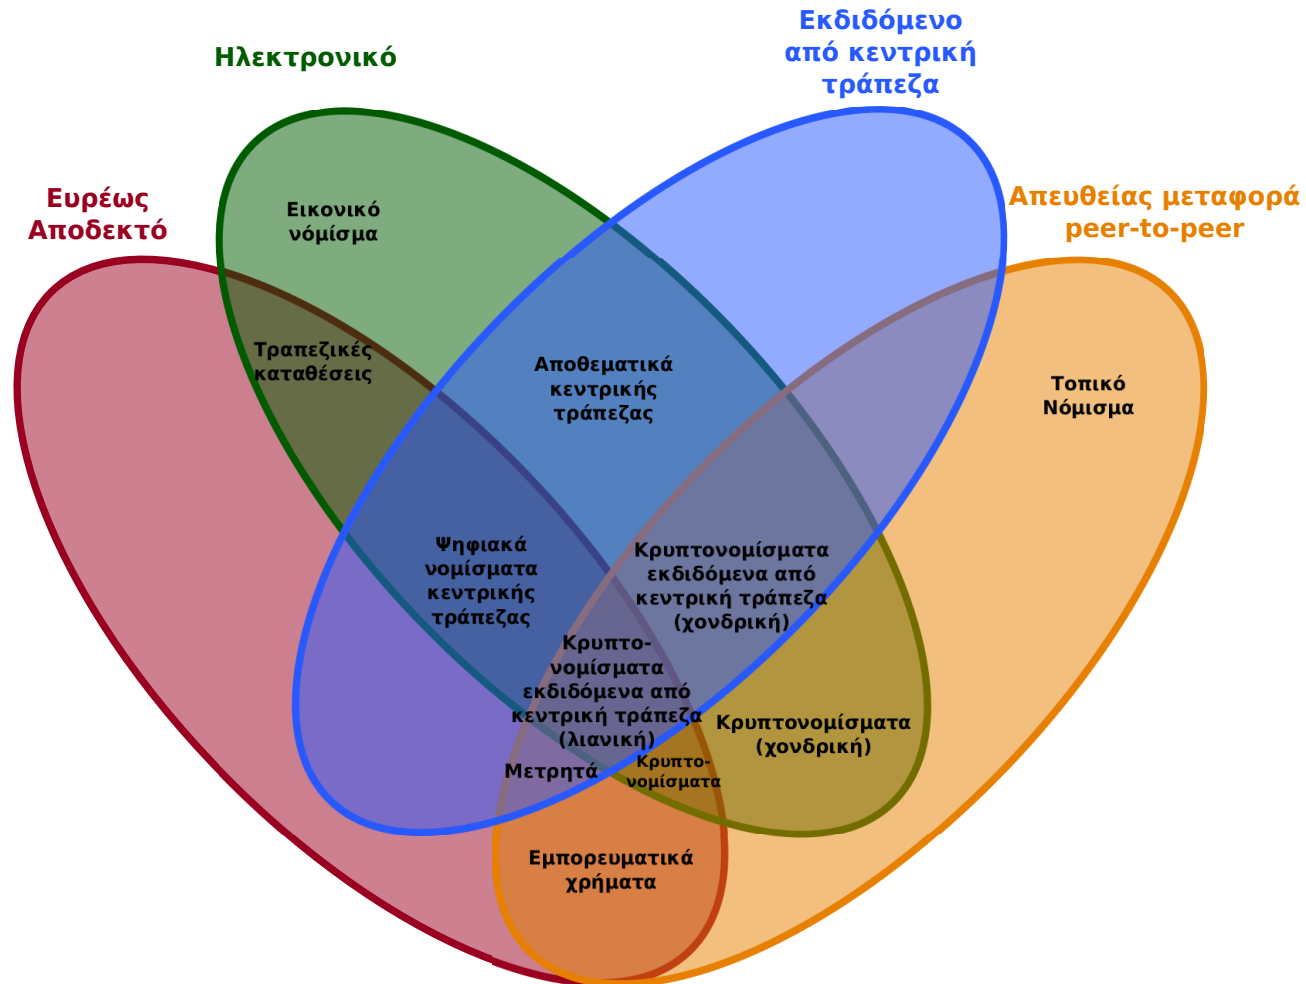 Εκδιδόμενο
από κεντρική
τράπεζα
Ηλεκτρονικό
Ευρέως
Αποδεκτό
Απευθείας μεταφορά
peer-to-peer
Εικονικό
νόμίσμα
Τραπεζικές
καταθέσεις
Αποθεματικά
κεντρικής
τράπεζας
Τοπικό
Νόμισμα
Ψηφιακά
νομίσματα
κεντρικής
τράπεζας
Κρυπτονομίσματα
εκδιδόμενα από
κεντρική τράπεζα
(χονδρική)
Κρυπτο-
νομίσματα
εκδιδόμενα από
κεντρική τράπεζα
(λιανική)
Κρυπτονομίσματα
(χονδρική)
Μετρητά
Κρυπτο-
νομίσματα
Εμπορευματικά
χρήματα